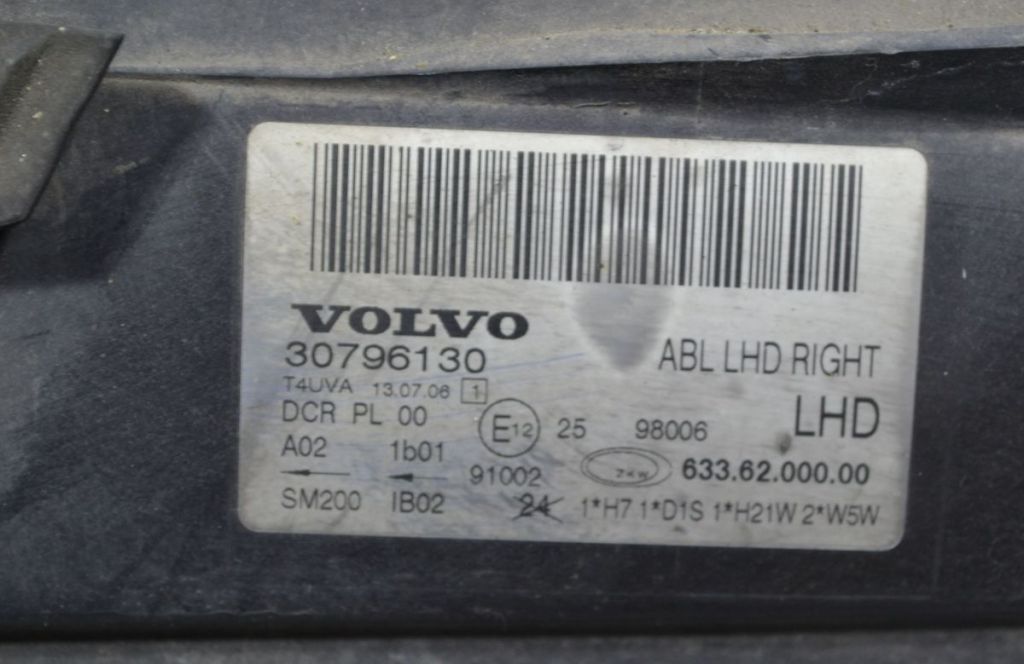 VOLVO
30796130
ABL LHD RIGHT
T4UVA 13.07.06 1
DCR PL 00
E12 25 98006
LHD
A02 1b01
91002
ZKW 633.62.000.00
SM200 IB02
24 1*H7 1*D1S 1*H21W 2*W5W